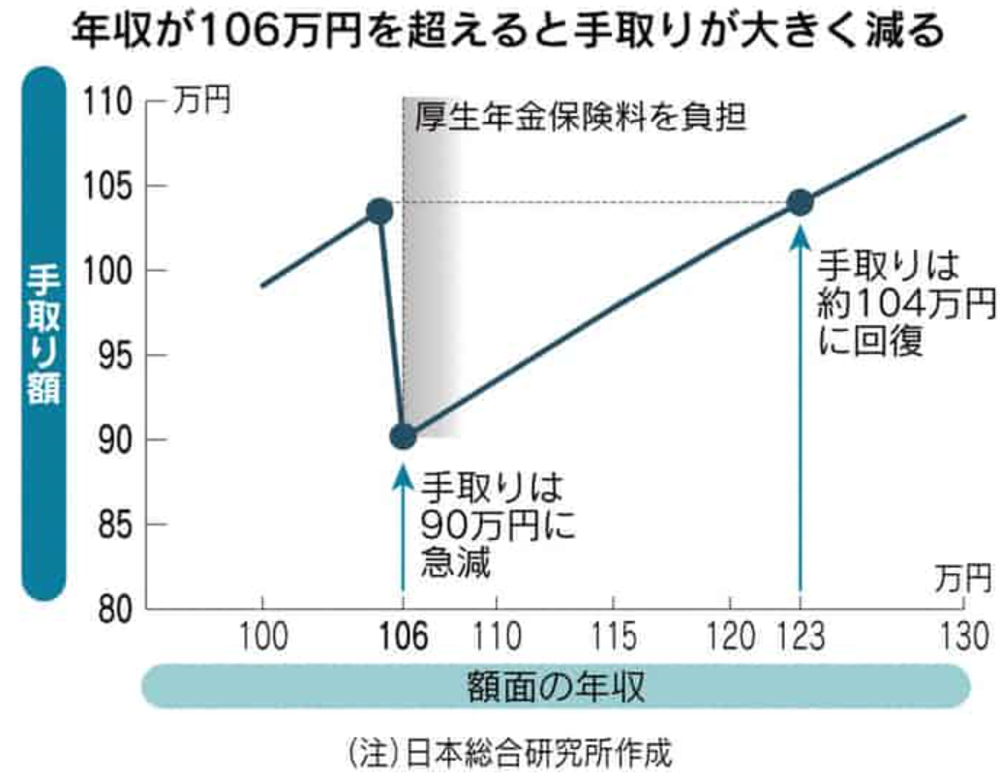 年収が106万円を超えると手取りが大きく減る
110
万円
厚生年金保険料を負担
105
100
95
90
85
80
手取り額
手取りは
約104万円
に回復
手取りは
90万円に
急減
万円
100
106
110
115
120
123
130
額面の年収
(注)日本総合研究所作成